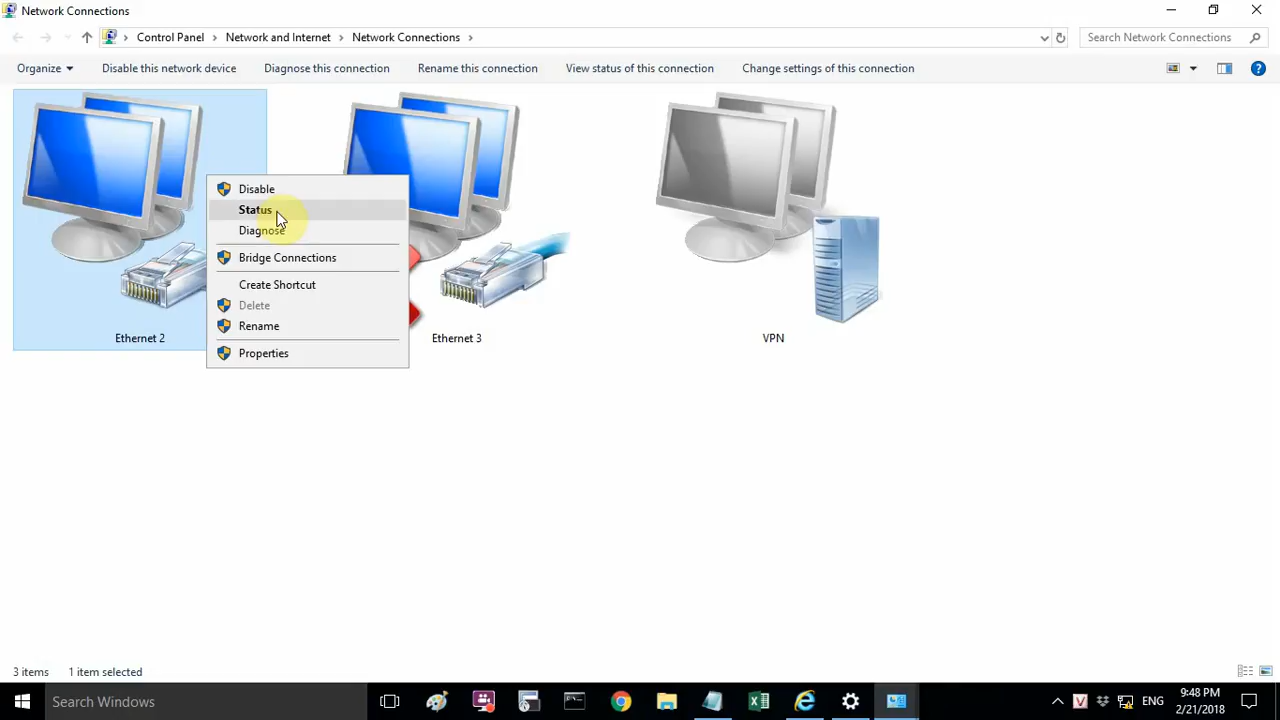 Network Connections
Control Panel
Network and Internet
Network Connections
Search Network Connections
Organize
Disable this network device
Diagnose this connection
Rename this connection
View status of this connection
Change settings of this connection
Disable
Status
Diagnose
Bridge Connections
Create Shortcut
Delete
Rename
Properties
Ethernet 2
Ethernet 3
VPN
3 items
1 item selected
Search Windows
ENG
9:48 PM
2/21/2018